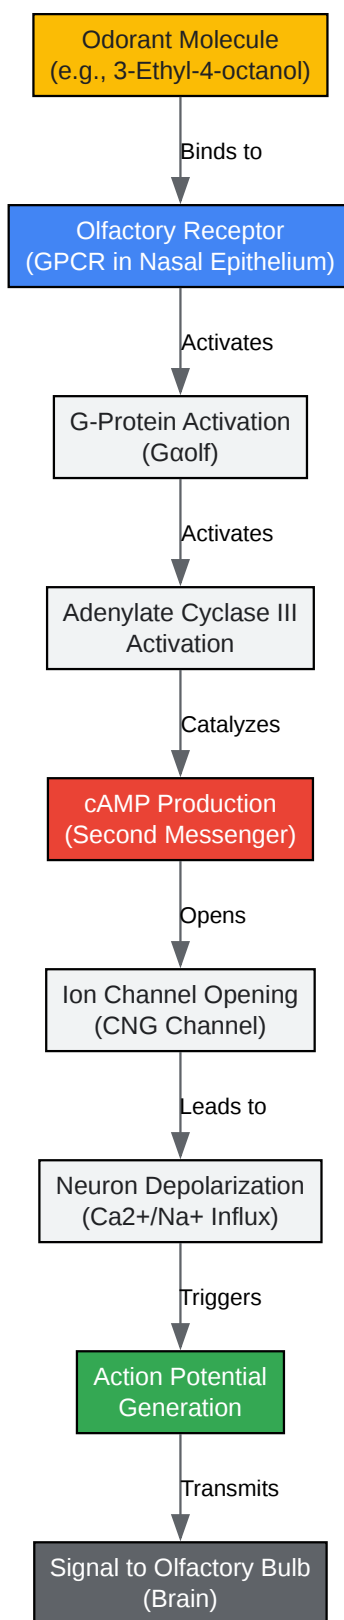 Odorant Molecule
(e.g., 3-Ethyl-4-octanol)
Binds to
Olfactory Receptor
(GPCR in Nasal Epithelium)
Activates
G-Protein Activation
(Gαolf)
Activates
Adenylate Cyclase III
Activation
Catalyzes
cAMP Production
(Second Messenger)
Opens
Ion Channel Opening
(CNG Channel)
Leads to
Neuron Depolarization
(Ca2+/Na+ Influx)
Triggers
Action Potential
Generation
Transmits
Signal to Olfactory Bulb
(Brain)